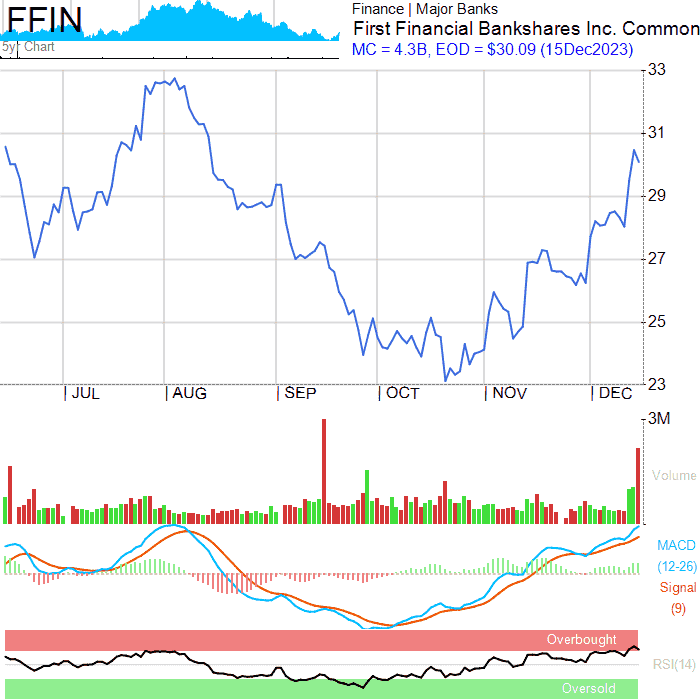 FFIN
5yr Chart
Finance | Major Banks
First Financial Bankshares Inc. Common
MC = 4.3B, EOD = $30.09 (15Dec2023)
33
31
29
27
25
23
JUL
AUG
SEP
OCT
NOV
DEC
3M
Volume
MACD
(12-26)
Signal
(9)
Overbought
RSI(14)
Oversold